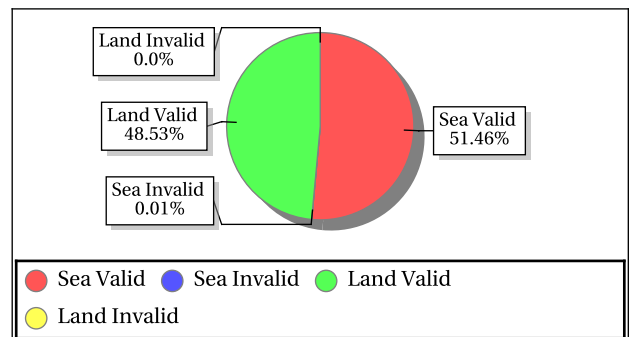 Land Invalid
0.0%
Land Valid
48.53%
Sea Valid
51.46%
Sea Invalid
0.01%
Sea Valid Sea Invalid Land Valid
Land Invalid